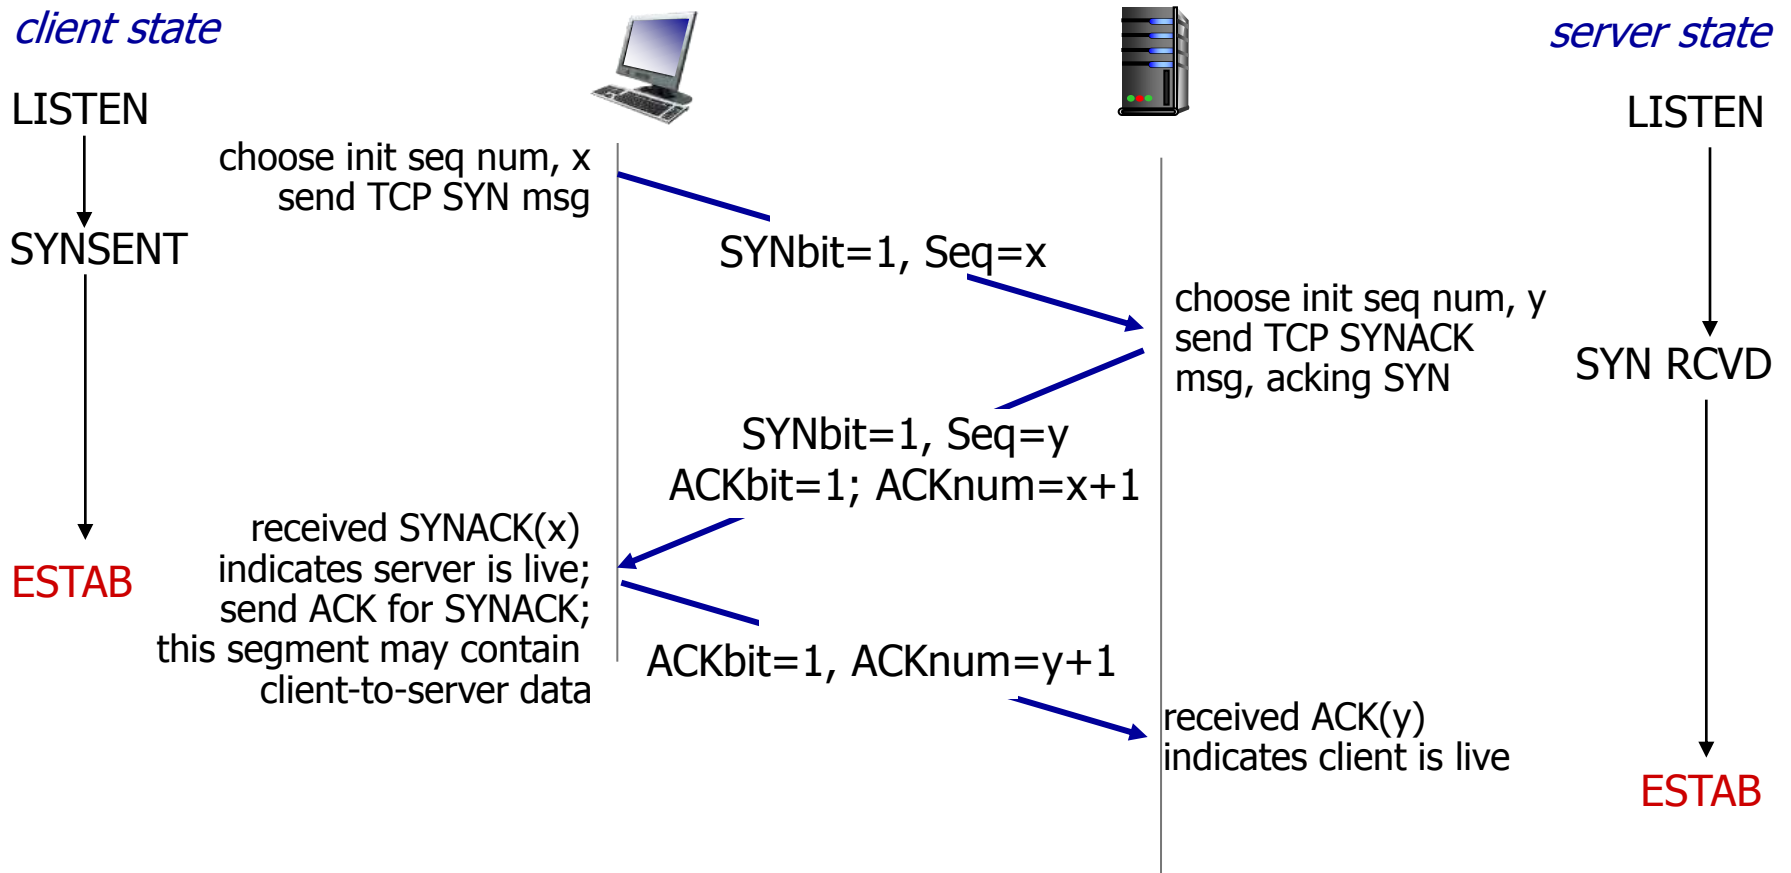 client state
server state
LISTEN
LISTEN
choose init seq num, x
send TCP SYN msg
SYNSENT
SYNbit=1, Seq=x
choose init seq num, y
send TCP SYNACK
msg, acking SYN
SYN RCVD
SYNbit=1, Seq=y
ACKbit=1; ACKnum=x+1
received SYNACK(x)
indicates server is live;
send ACK for SYNACK;
this segment may contain
client-to-server data
ESTAB
ACKbit=1, ACKnum=y+1
received ACK(y)
indicates client is live
ESTAB